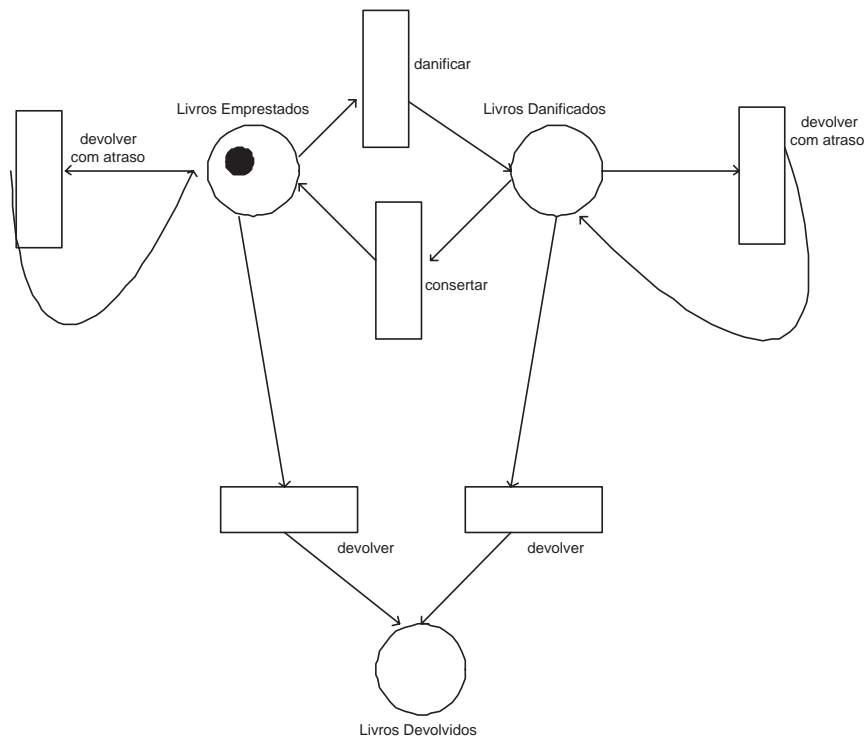 danificar
Livros Emprestados
Livros Danificados
devolver
com atraso
devolver
com atraso
consertar
devolver
devolver
Livros Devolvidos